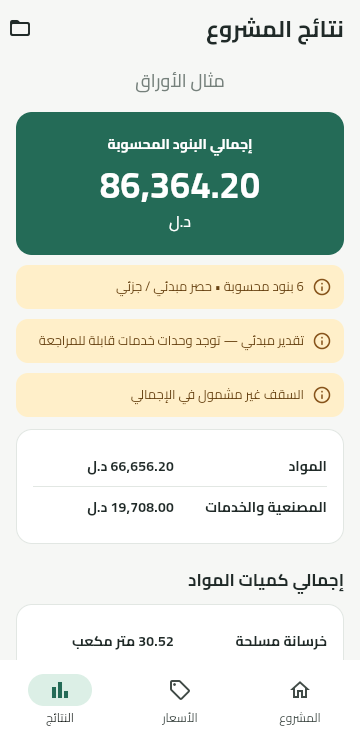 نتائج المشروع
مثال الأوراق
إجمالي البنود المحسوبة
86,364.20
د.ل
6 بنود محسوبة • حصر مبدئي / جزئي
تقدير مبدئي — توجد وحدات خدمات قابلة للمراجعة
السقف غير مشمول في الإجمالي
المواد 66,656.20 د.ل
المصنعية والخدمات 19,708.00 د.ل
إجمالي كميات المواد
خرسانة مسلحة 30.52 متر مكعب
المشروع الأسعار النتائج